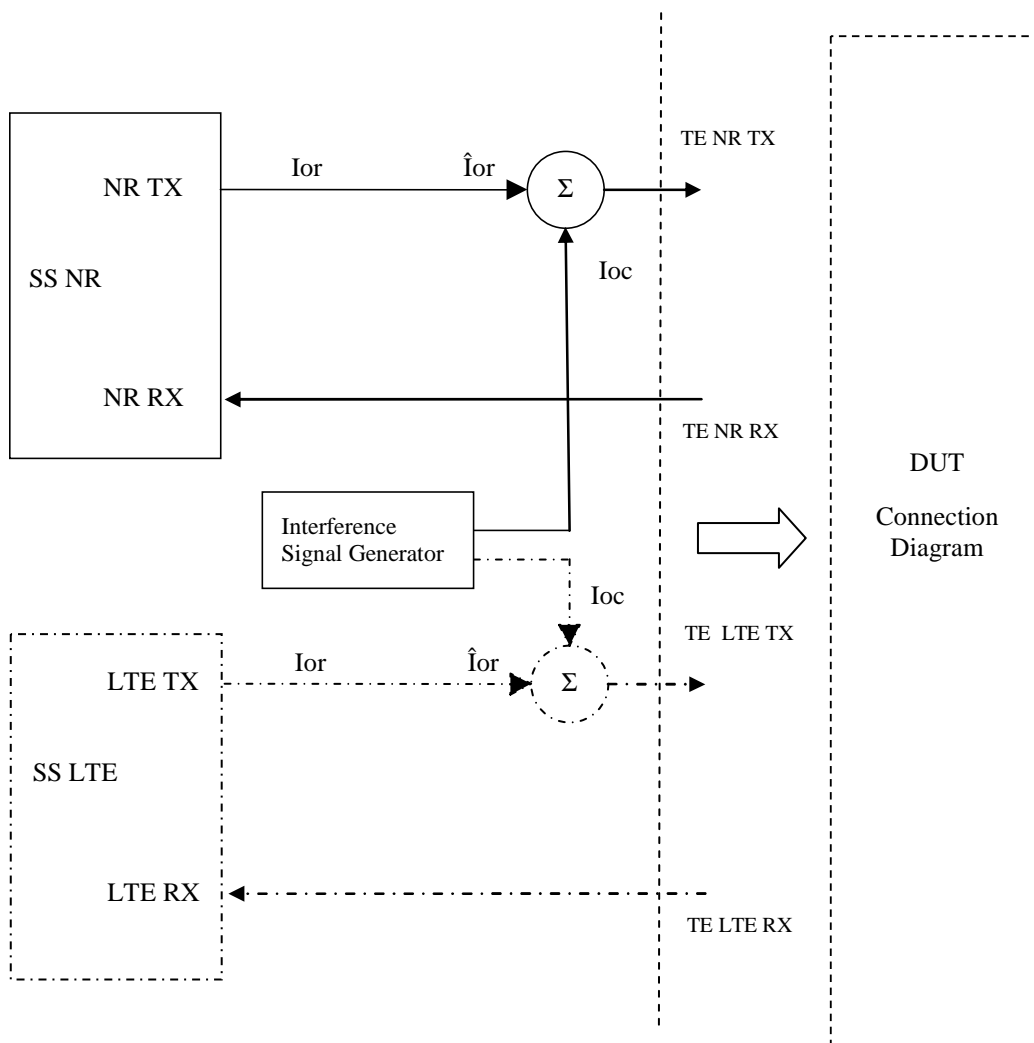 TE NR TX
Ior
Îor
NR TX
Σ
Ioc
SS NR
NR RX
TE NR RX
DUT
Connection
Diagram
Interference
Signal Generator
Ioc
TE LTE TX
Ior
Îor
LTE TX
Σ
SS LTE
LTE RX
TE LTE RX